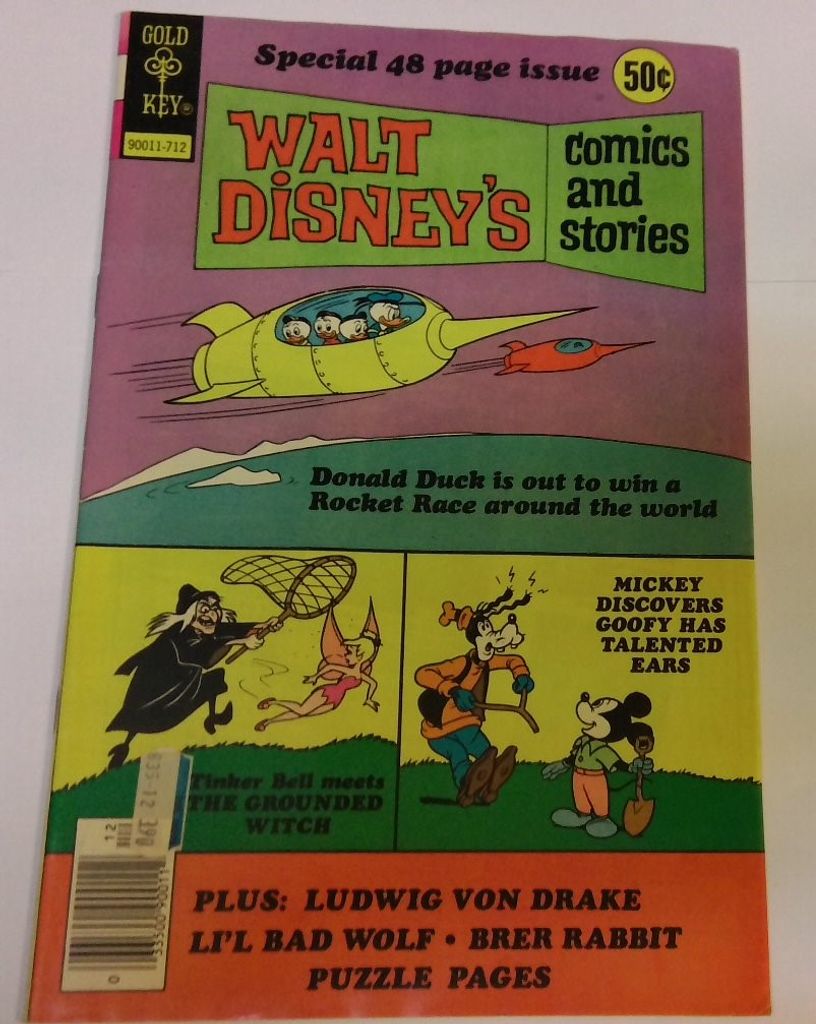 GOLD
KEY®
90011-712
Special 48 page issue
50¢
WALT
DISNEY'S
comics
and
stories
Donald Duck is out to win a
Rocket Race around the world
MICKEY
DISCOVERS
GOOFY HAS
TALENTED
EARS
Tinker Bell meets
THE GROUNDED
WITCH
12
0
PLUS: LUDWIG VON DRAKE
LI'L BAD WOLF • BRER RABBIT
PUZZLE PAGES